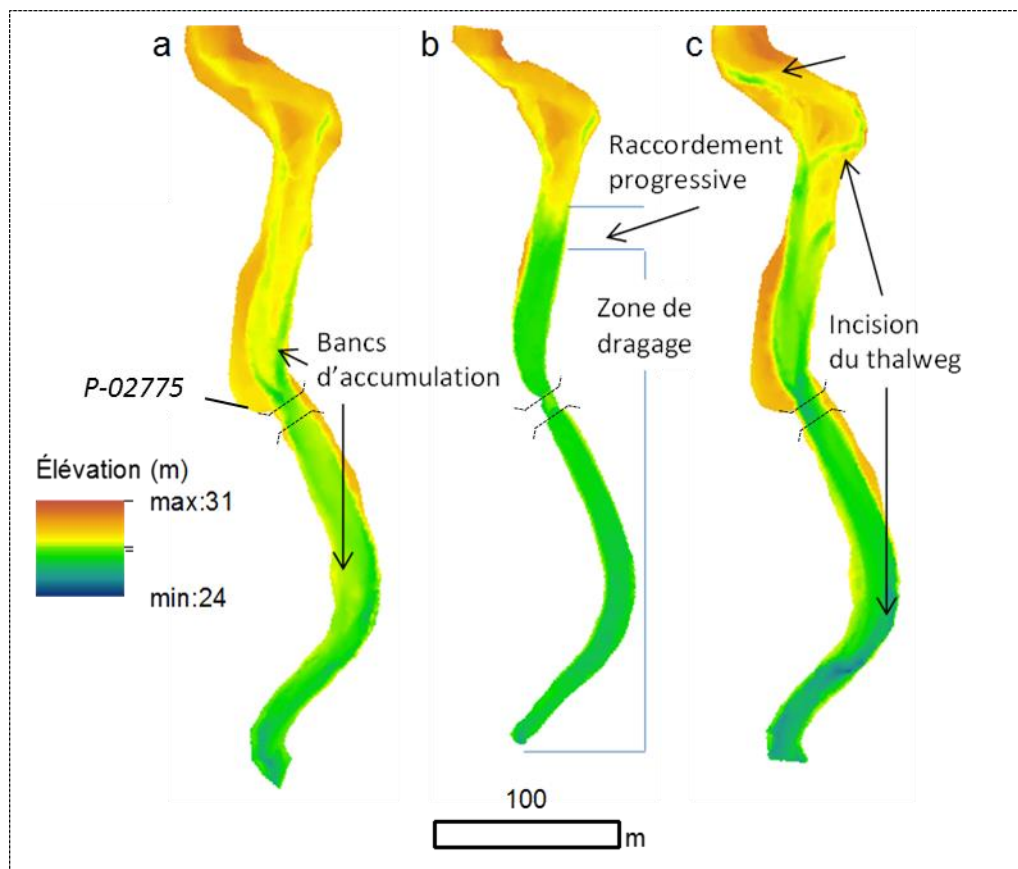 a
b
c
Raccordement
progressive
Zone de
dragage
Bancs
d'accumulation
Incision
du thalweg
P-02775
Élévation (m)
max:31
min:24
100
m